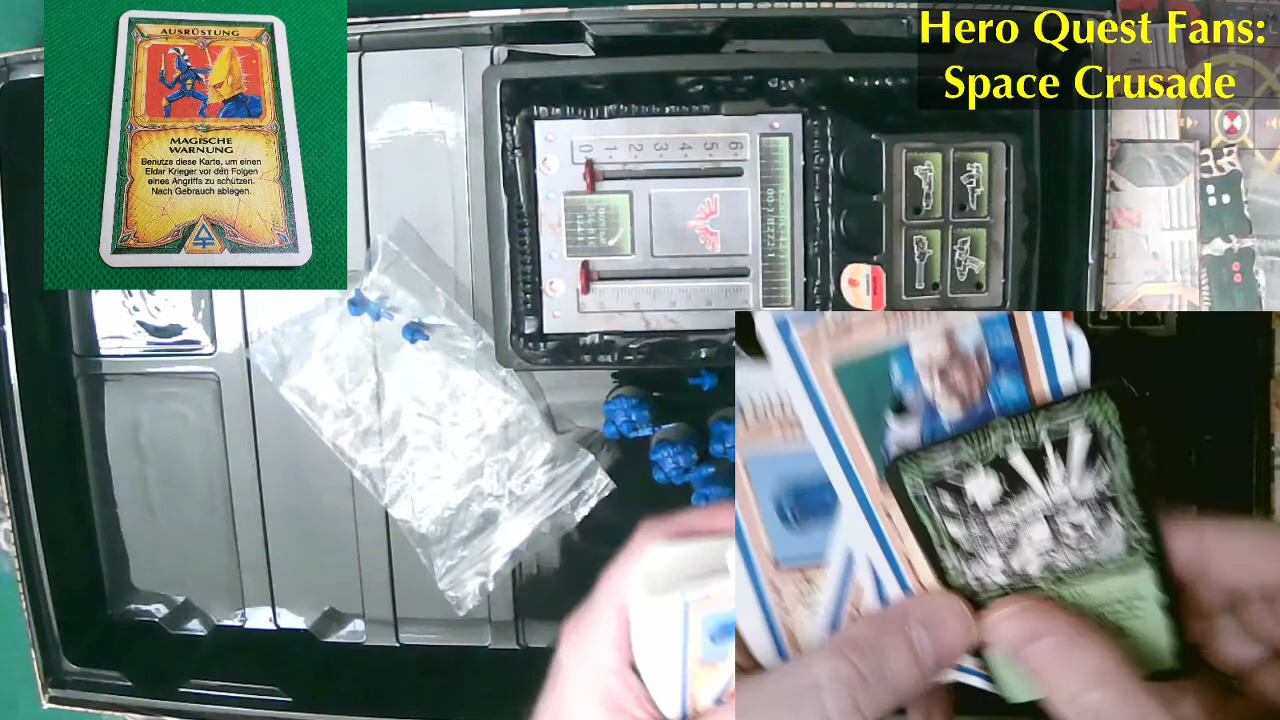 AUSRÜSTUNG
MAGISCHE
WARNUNG
Benutze diese Karte, um einen
Eldar Krieger vor den Folgen
eines Angriffs zu schützen.
Nach Gebrauch ablegen.
Hero Quest Fans:
Space Crusade
0 1 2 3 4 5 6